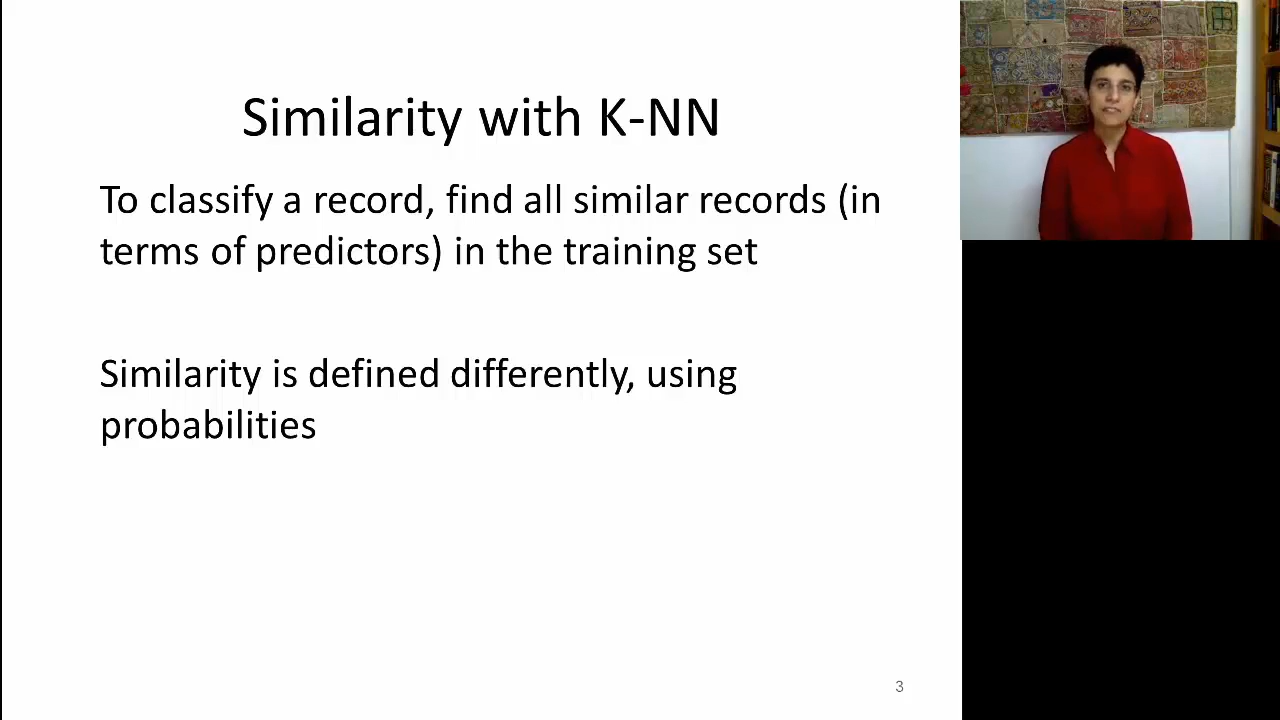 Similarity with K-NN
To classify a record, find all similar records (in
terms of predictors) in the training set
Similarity is defined differently, using
probabilities
3